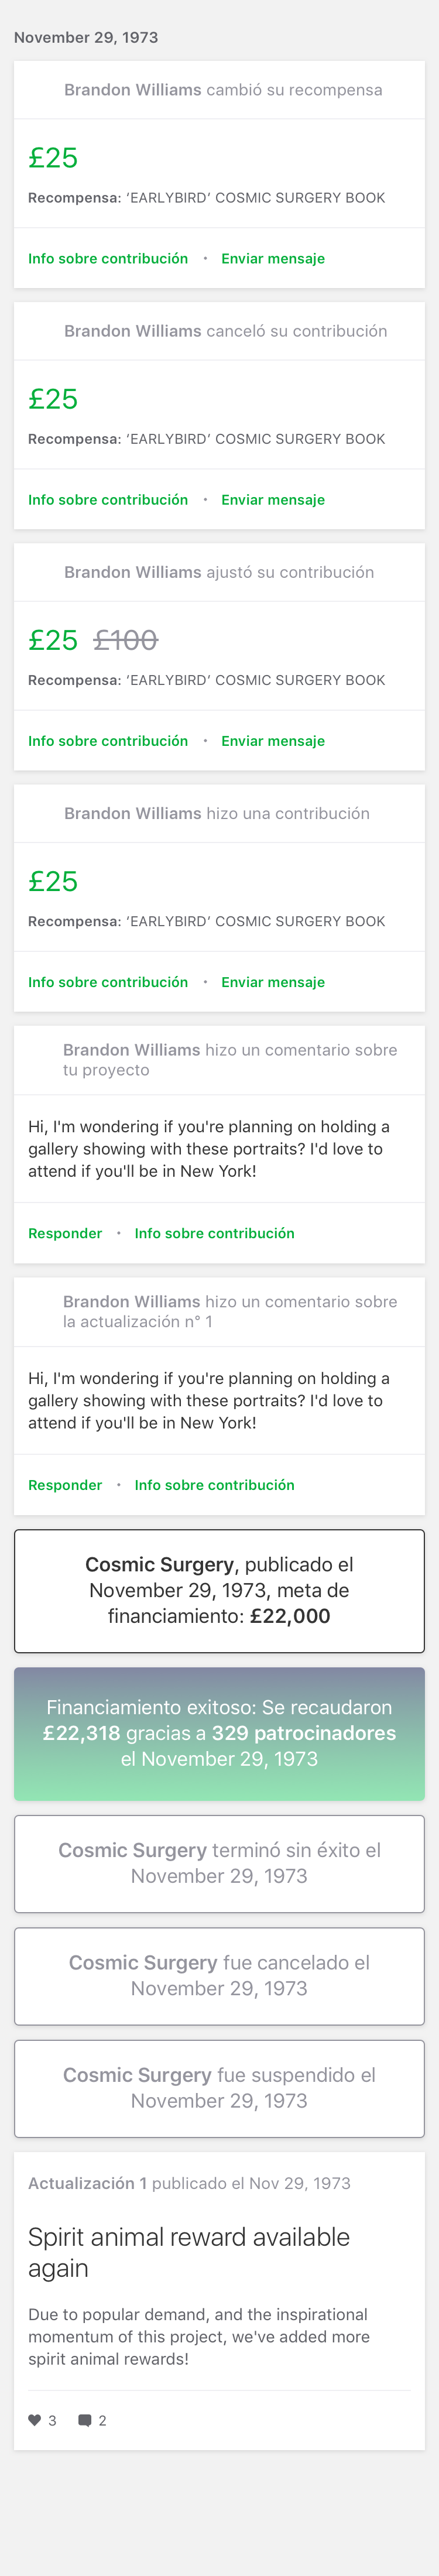 November 29, 1973
Brandon Williams cambió su recompensa
£25
Recompensa: ‘EARLYBIRD’ COSMIC SURGERY BOOK
Info sobre contribución • Enviar mensaje
Brandon Williams canceló su contribución
£25
Recompensa: ‘EARLYBIRD’ COSMIC SURGERY BOOK
Info sobre contribución • Enviar mensaje
Brandon Williams ajustó su contribución
£25 £100
Recompensa: ‘EARLYBIRD’ COSMIC SURGERY BOOK
Info sobre contribución • Enviar mensaje
Brandon Williams hizo una contribución
£25
Recompensa: ‘EARLYBIRD’ COSMIC SURGERY BOOK
Info sobre contribución • Enviar mensaje
Brandon Williams hizo un comentario sobre
tu proyecto
Hi, I'm wondering if you're planning on holding a
gallery showing with these portraits? I'd love to
attend if you'll be in New York!
Responder • Info sobre contribución
Brandon Williams hizo un comentario sobre
la actualización n° 1
Hi, I'm wondering if you're planning on holding a
gallery showing with these portraits? I'd love to
attend if you'll be in New York!
Responder • Info sobre contribución
Cosmic Surgery, publicado el
November 29, 1973, meta de
financiamiento: £22,000
Financiamiento exitoso: Se recaudaron
£22,318 gracias a 329 patrocinadores
el November 29, 1973
Cosmic Surgery terminó sin éxito el
November 29, 1973
Cosmic Surgery fue cancelado el
November 29, 1973
Cosmic Surgery fue suspendido el
November 29, 1973
Actualización 1 publicado el Nov 29, 1973
Spirit animal reward available
again
Due to popular demand, and the inspirational
momentum of this project, we've added more
spirit animal rewards!
3 2